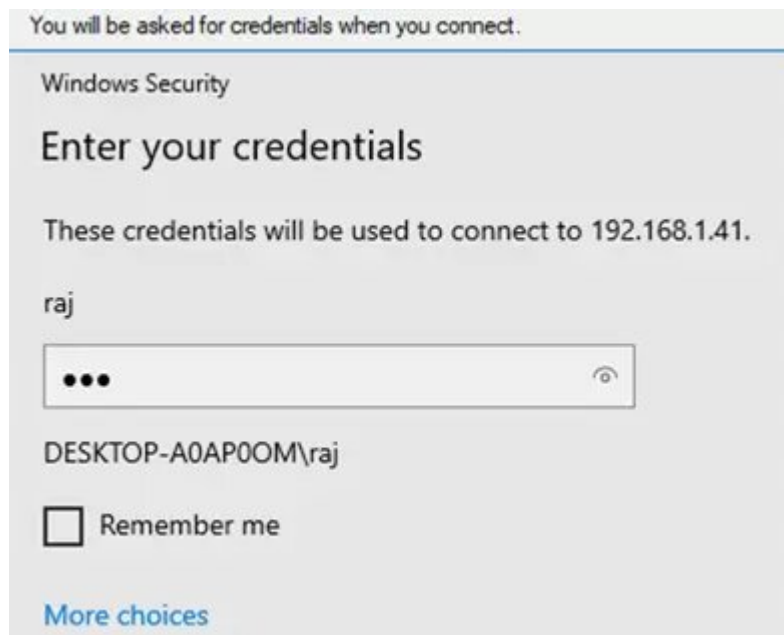 You will be asked for credentials when you connect.
Windows Security
Enter your credentials
These credentials will be used to connect to 192.168.1.41.
raj
•••
DESKTOP-A0AP0OM\raj
Remember me
More choices